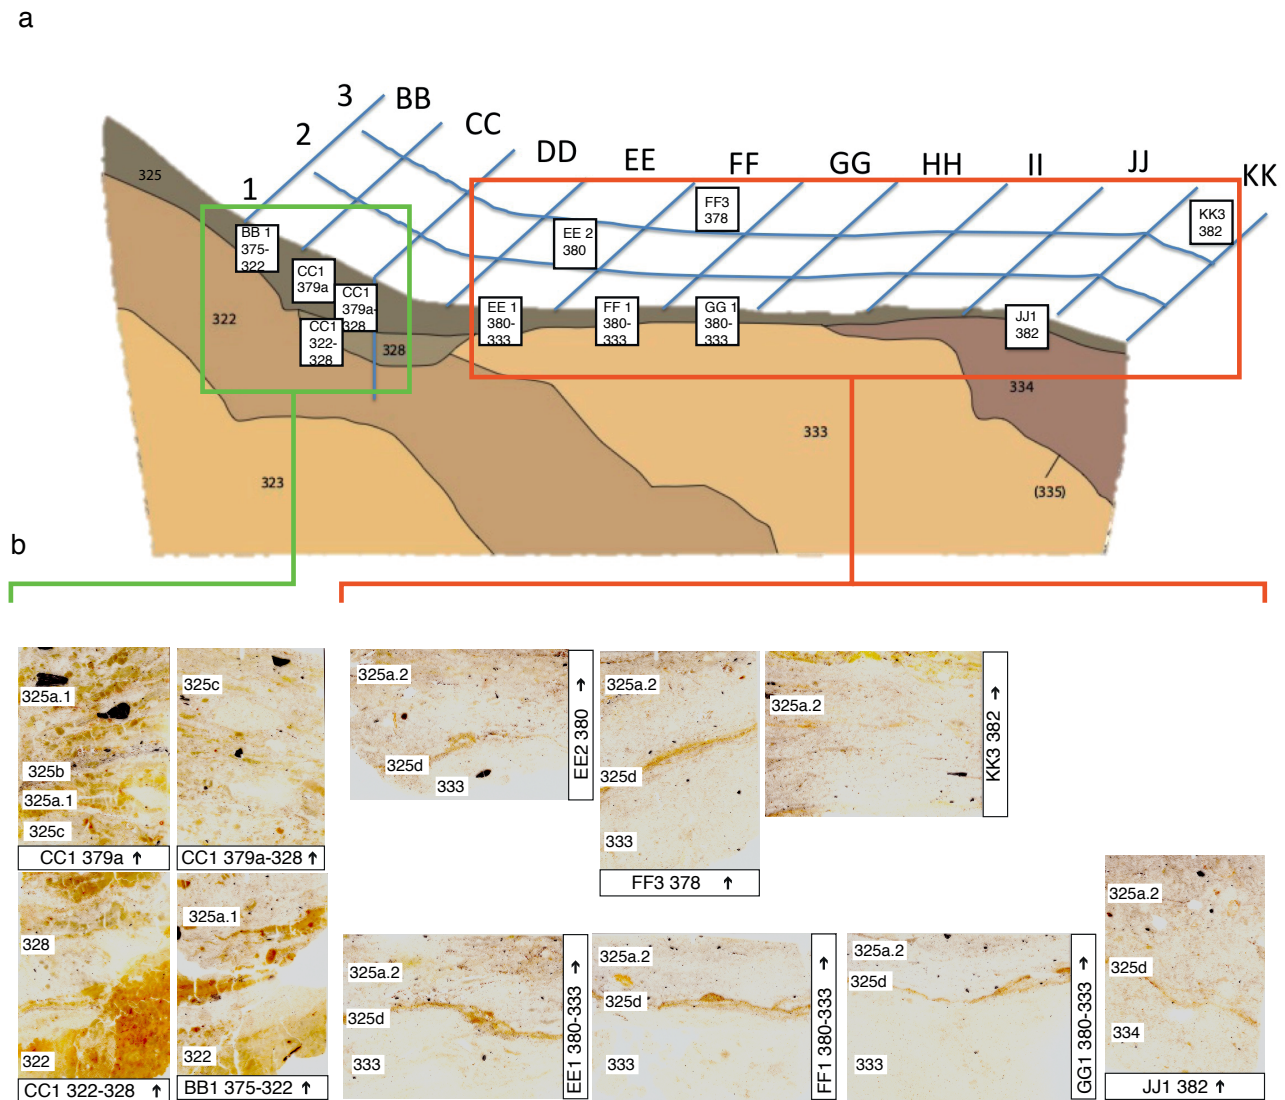 a
3
BB
2
CC
DD
EE
FF
GG
HH
II
JJ
KK
1
325
BB 1
375-
322
CC1
379a
CC1
379a-
328
CC1
322-
328
EE 2
380
FF3
378
KK3
382
EE 1
380-
333
FF 1
380-
333
GG 1
380-
333
JJ1
382
322
328
334
333
323
(335)
b
325a.1
325b
325a.1
325c
CC1 379a ↑
325c
CC1 379a-328 ↑
328
322
CC1 322-328 ↑
325a.1
322
BB1 375-322 ↑
325a.2
325d
333
EE2 380 →
325a.2
325d
333
FF3 378 ↑
325a.2
KK3 382 →
325a.2
325d
333
EE1 380-333 →
325a.2
325d
333
FF1 380-333 →
325a.2
325d
333
GG1 380-333 →
325a.2
325d
334
JJ1 382 ↑